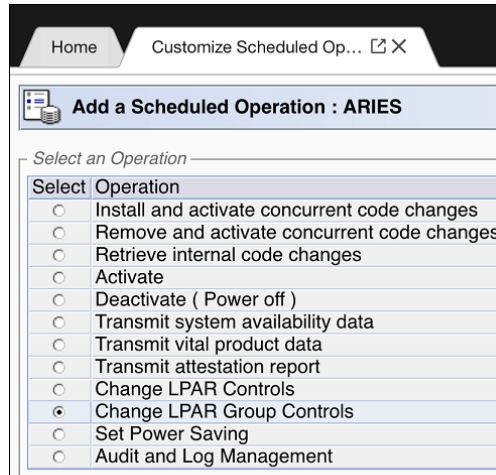 Home
Customize Scheduled Op...
Add a Scheduled Operation : ARIES
Select an Operation
Select Operation
Install and activate concurrent code changes
Remove and activate concurrent code changes
Retrieve internal code changes
Activate
Deactivate ( Power off )
Transmit system availability data
Transmit vital product data
Transmit attestation report
Change LPAR Controls
Change LPAR Group Controls
Set Power Saving
Audit and Log Management